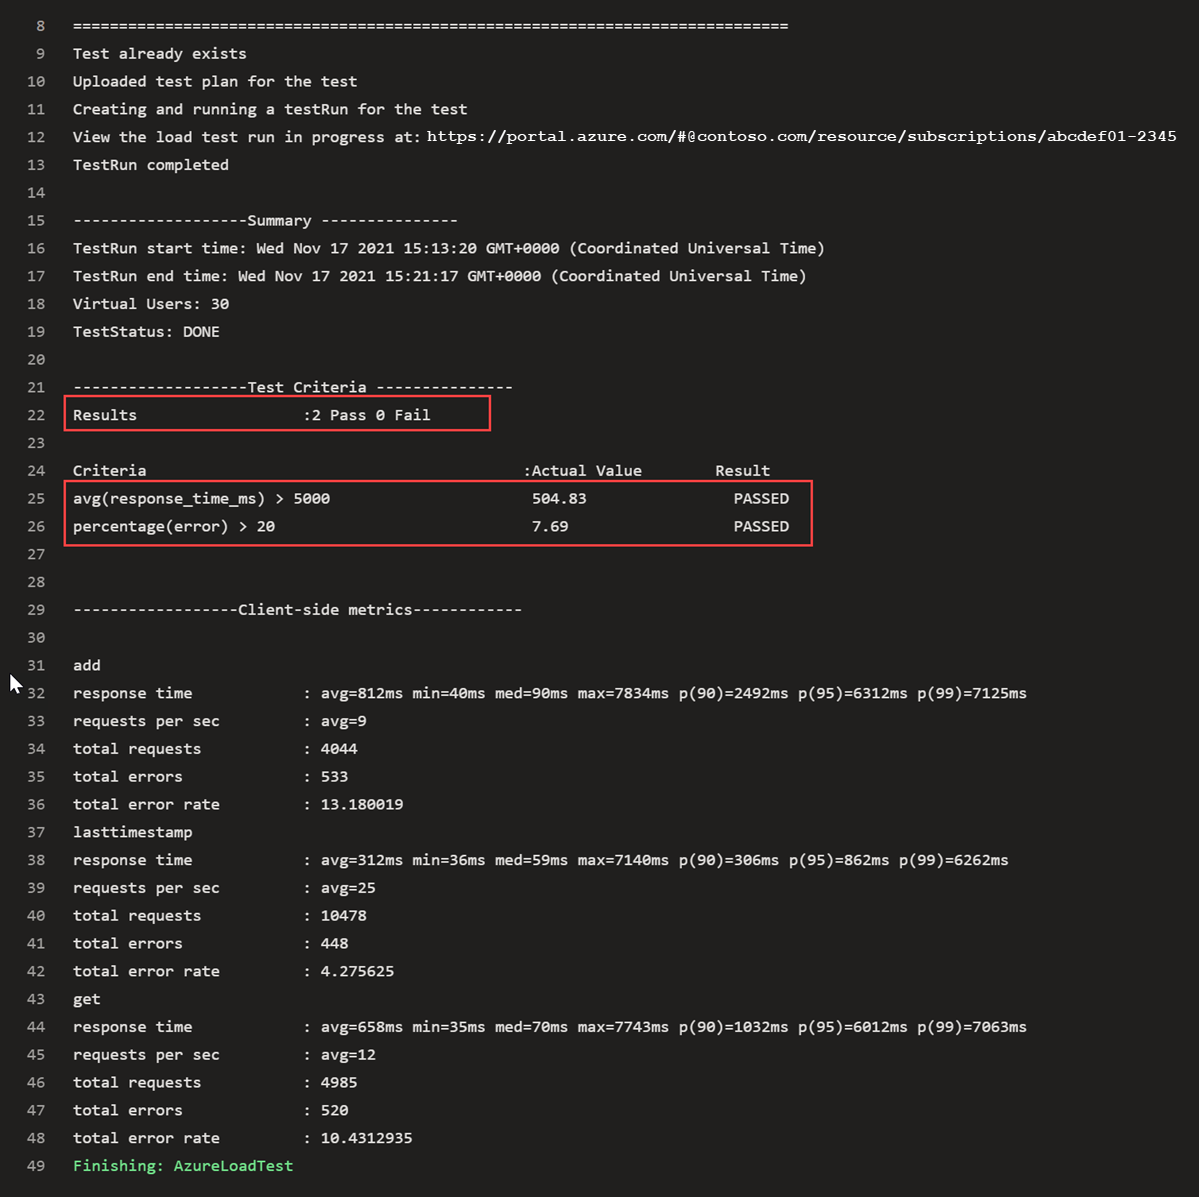 8 ==============================================================================
9 Test already exists
10 Uploaded test plan for the test
11 Creating and running a testRun for the test
12 View the load test run in progress at: https://portal.azure.com/#@contoso.com/resource/subscriptions/abcdef01-2345
13 TestRun completed
14
15 -------------------Summary ---------------
16 TestRun start time: Wed Nov 17 2021 15:13:20 GMT+0000 (Coordinated Universal Time)
17 TestRun end time: Wed Nov 17 2021 15:21:17 GMT+0000 (Coordinated Universal Time)
18 Virtual Users: 30
19 TestStatus: DONE
20
21 -------------------Test Criteria ---------------
22 Results :2 Pass 0 Fail
23
24 Criteria :Actual Value Result
25 avg(response_time_ms) > 5000 504.83 PASSED
26 percentage(error) > 20 7.69 PASSED
27
28
29 ------------------Client-side metrics------------
30
31 add
32 response time : avg=812ms min=40ms med=90ms max=7834ms p(90)=2492ms p(95)=6312ms p(99)=7125ms
33 requests per sec : avg=9
34 total requests : 4044
35 total errors : 533
36 total error rate : 13.180019
37 lasttimestamp
38 response time : avg=312ms min=36ms med=59ms max=7140ms p(90)=306ms p(95)=862ms p(99)=6262ms
39 requests per sec : avg=25
40 total requests : 10478
41 total errors : 448
42 total error rate : 4.275625
43 get
44 response time : avg=658ms min=35ms med=70ms max=7743ms p(90)=1032ms p(95)=6012ms p(99)=7063ms
45 requests per sec : avg=12
46 total requests : 4985
47 total errors : 520
48 total error rate : 10.4312935
49 Finishing: AzureLoadTest